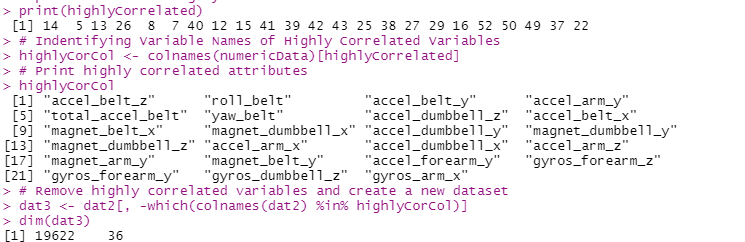 > print(highlyCorrelated)
[1] 14 5 13 26 8 7 40 12 15 41 39 42 43 25 38 27 29 16 52 50 49 37 22
> # Indentifying Variable Names of Highly Correlated Variables
> highlyCorCol <- colnames(numericData)[highlyCorrelated]
> # Print highly correlated attributes
> highlyCorCol
[1] "accel_belt_z" "roll_belt" "accel_belt_y" "accel_arm_y"
[5] "total_accel_belt" "yaw_belt" "accel_dumbbell_z" "accel_belt_x"
[9] "magnet_belt_x" "magnet_dumbbell_x" "accel_dumbbell_y" "magnet_dumbbell_y"
[13] "magnet_dumbbell_z" "accel_arm_x" "accel_dumbbell_x" "accel_arm_z"
[17] "magnet_arm_y" "magnet_belt_y" "accel_forearm_y" "gyros_forearm_z"
[21] "gyros_forearm_y" "gyros_dumbbell_z" "gyros_arm_x"
> # Remove highly correlated variables and create a new dataset
> dat3 <- dat2[, -which(colnames(dat2) %in% highlyCorCol)]
> dim(dat3)
[1] 19622 36